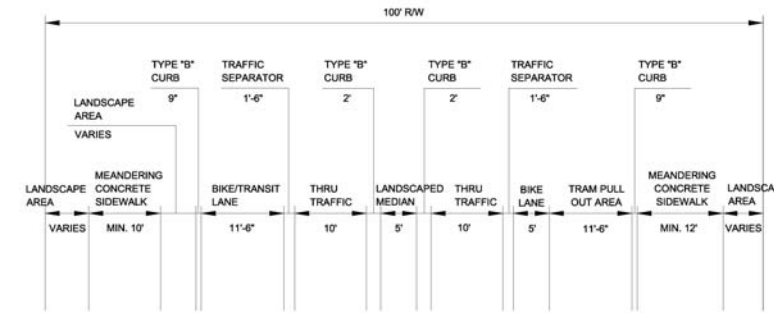 100' R/W
TYPE "B"
CURB
9"
TRAFFIC
SEPARATOR
1'-6"
TYPE "B"
CURB
2'
TYPE "B"
CURB
2'
TRAFFIC
SEPARATOR
1'-6"
TYPE "B"
CURB
9"
LANDSCAPE
AREA
VARIES
LANDSCAPE
AREA
VARIES
MEANDERING
CONCRETE
SIDEWALK
MIN. 10'
BIKE/TRANSIT
LANE
11'-6"
THRU
TRAFFIC
10'
LANDSCAPED
MEDIAN
5'
THRU
TRAFFIC
10'
BIKE
LANE
5'
TRAM PULL
OUT AREA
11'-6"
MEANDERING
CONCRETE
SIDEWALK
MIN. 12'
LANDSCA
AREA
VARIES